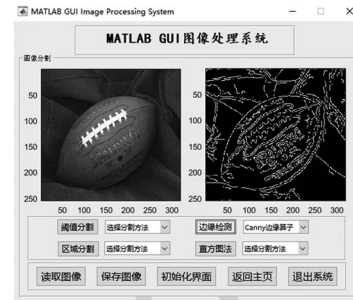 MATLAB GUI Image Processing System
MATLAB GUI图像处理系统
图像分割
50
100
150
200
250
50 100 150 200 250 300
50
100
150
200
250
50 100 150 200 250 300
阈值分割 选择分割方法 边缘检测 Canny边缘算子
区域分割 选择分割方法 直方图法 选择分割方法
读取图像 保存图像 初始化界面 返回主页 退出系统